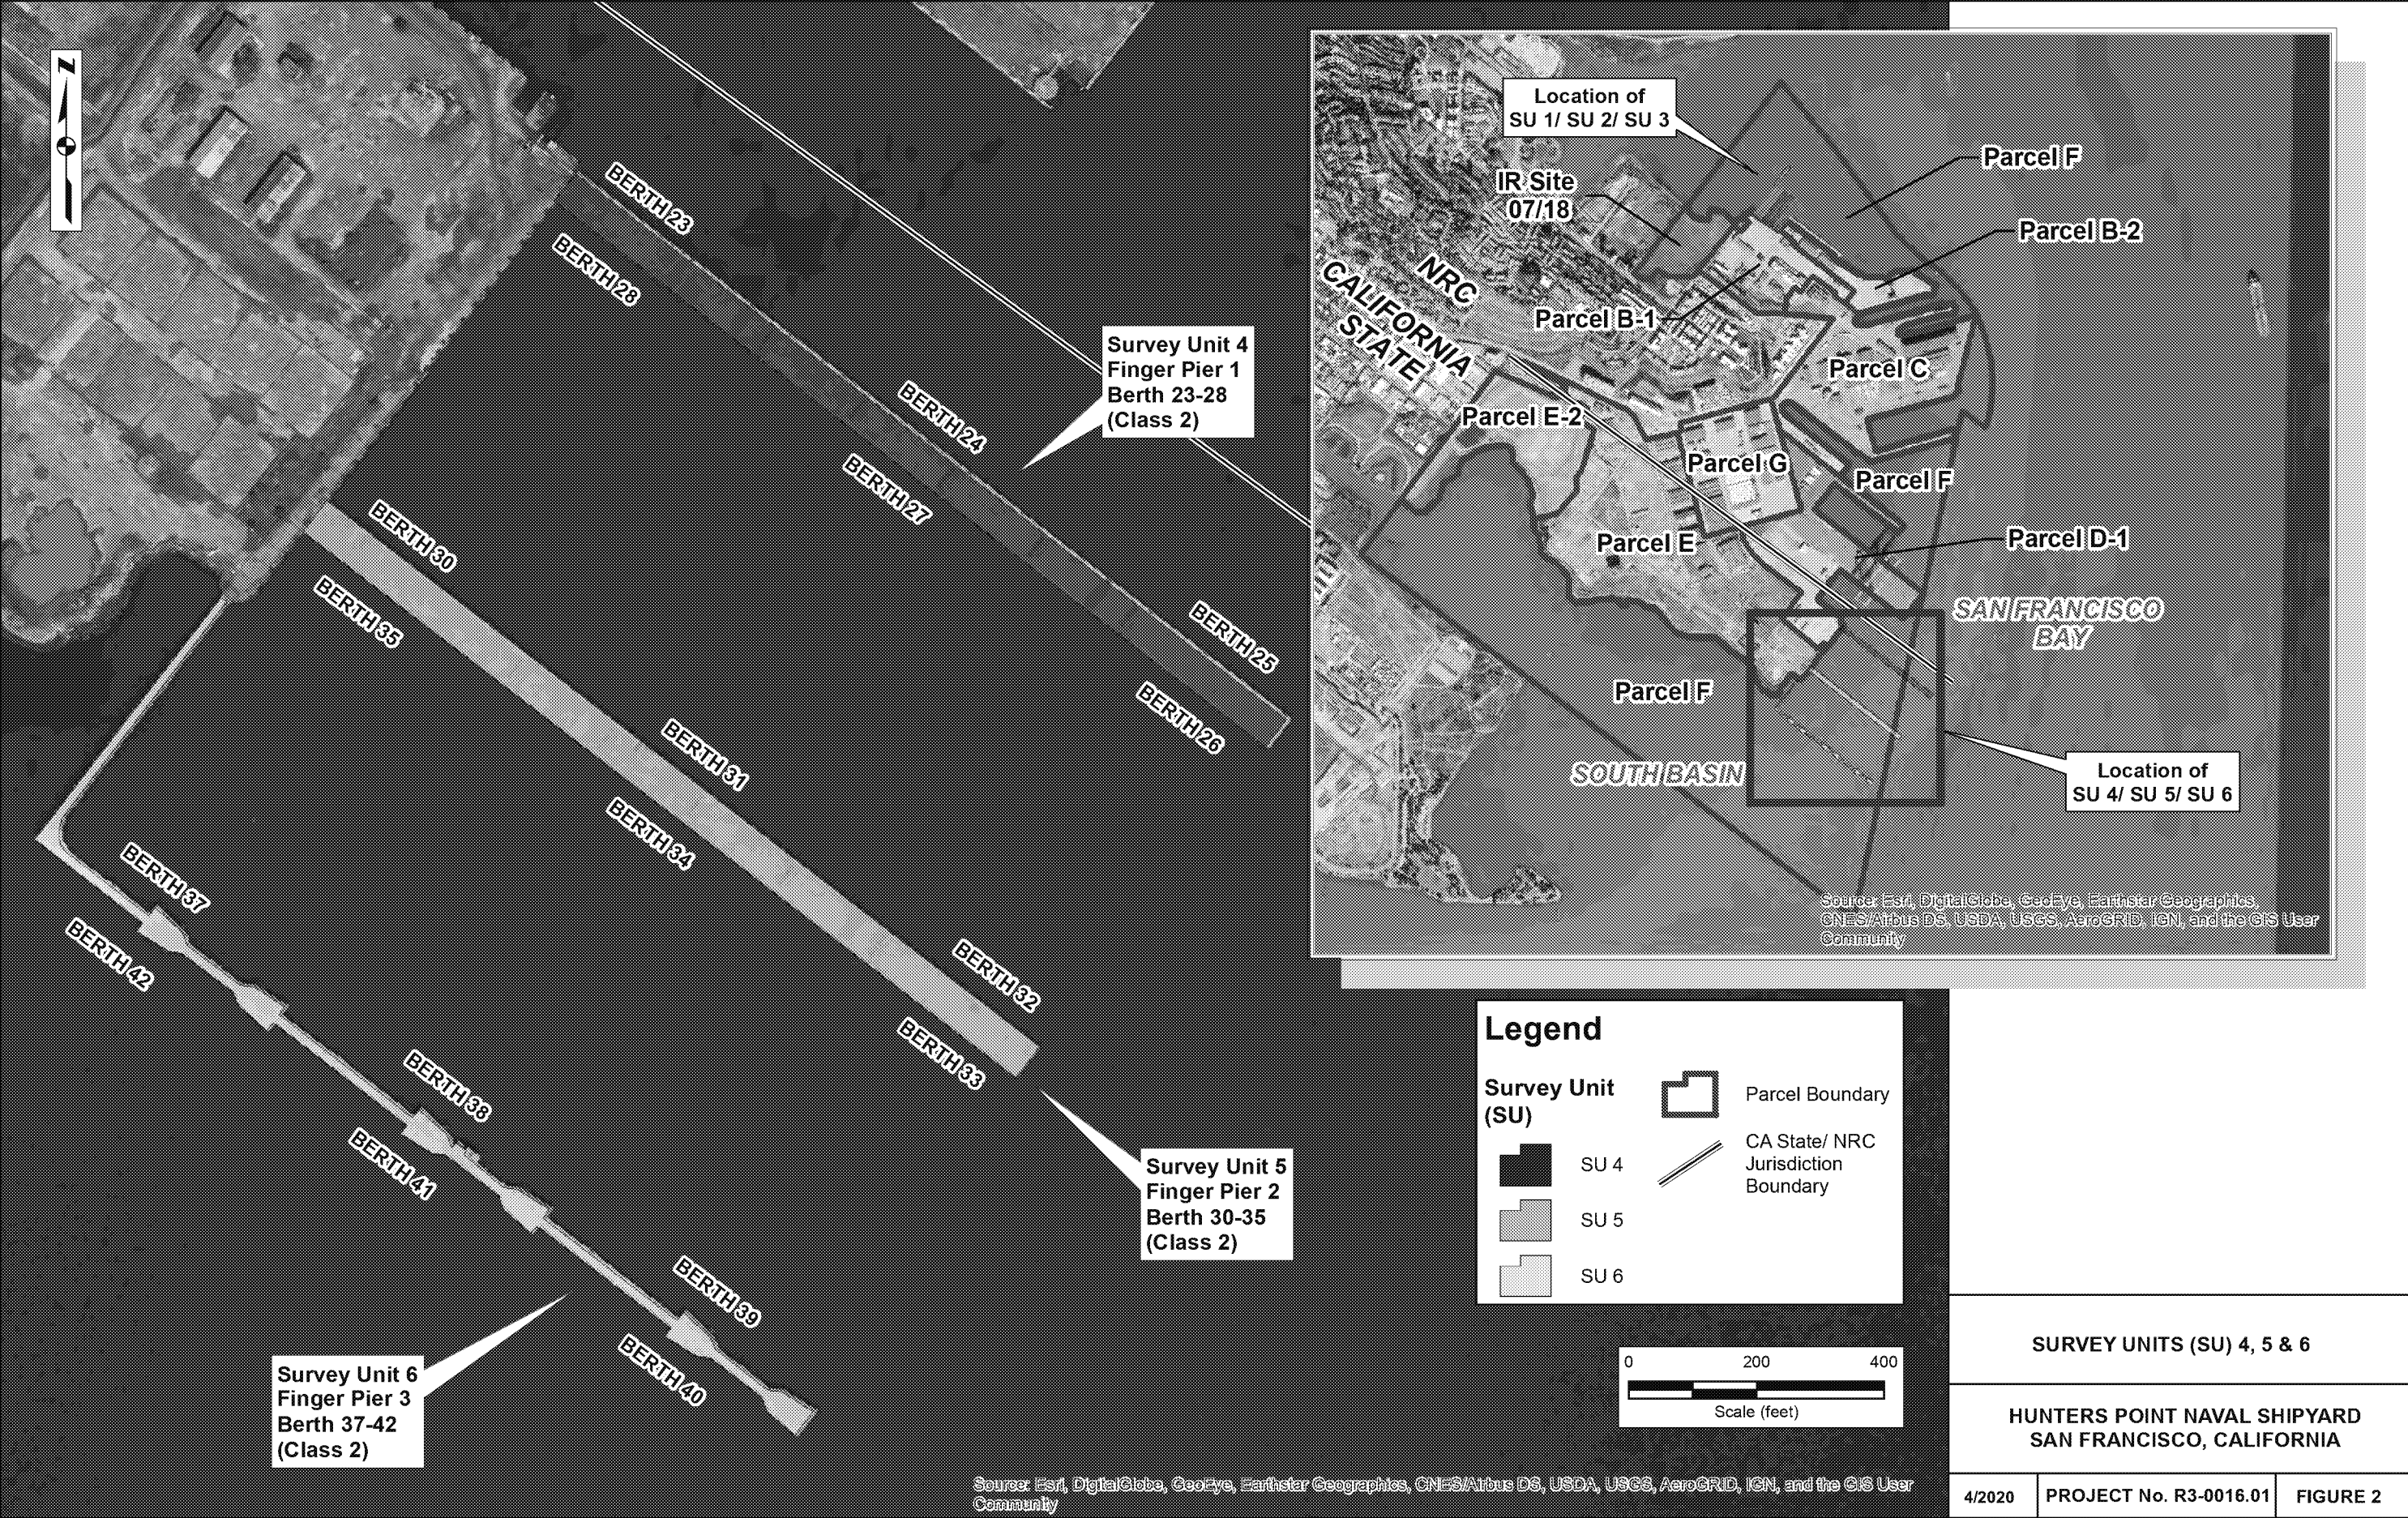 N
BERTH 23
BERTH 28
BERTH 24
BERTH 27
BERTH 25
BERTH 26
Survey Unit 4
Finger Pier 1
Berth 23-28
(Class 2)
BERTH 30
BERTH 35
BERTH 31
BERTH 34
BERTH 32
BERTH 33
Survey Unit 5
Finger Pier 2
Berth 30-35
(Class 2)
BERTH 37
BERTH 42
BERTH 38
BERTH 41
BERTH 39
BERTH 40
Survey Unit 6
Finger Pier 3
Berth 37-42
(Class 2)
Location of
SU 1/ SU 2/ SU 3
IR Site
07/18
Parcel F
Parcel B-2
NRC
CALIFORNIA
STATE
Parcel B-1
Parcel C
Parcel E-2
Parcel G
Parcel F
Parcel E
Parcel D-1
SAN FRANCISCO
BAY
Parcel F
SOUTH BASIN
Location of
SU 4/ SU 5/ SU 6
Source: Esri, DigitalGlobe, GeoEye, Earthstar Geographics,
CNES/Airbus DS, USDA, USGS, AeroGRID, IGN, and the GIS User
Community
Legend
Survey Unit
(SU)
SU 4
SU 5
SU 6
Parcel Boundary
CA State/ NRC
Jurisdiction
Boundary
0 200 400
Scale (feet)
Source: Esri, DigitalGlobe, GeoEye, Earthstar Geographics, CNES/Airbus DS, USDA, USGS, AeroGRID, IGN, and the GIS User
Community
SURVEY UNITS (SU) 4, 5 & 6
HUNTERS POINT NAVAL SHIPYARD
SAN FRANCISCO, CALIFORNIA
4/2020
PROJECT No. R3-0016.01
FIGURE 2